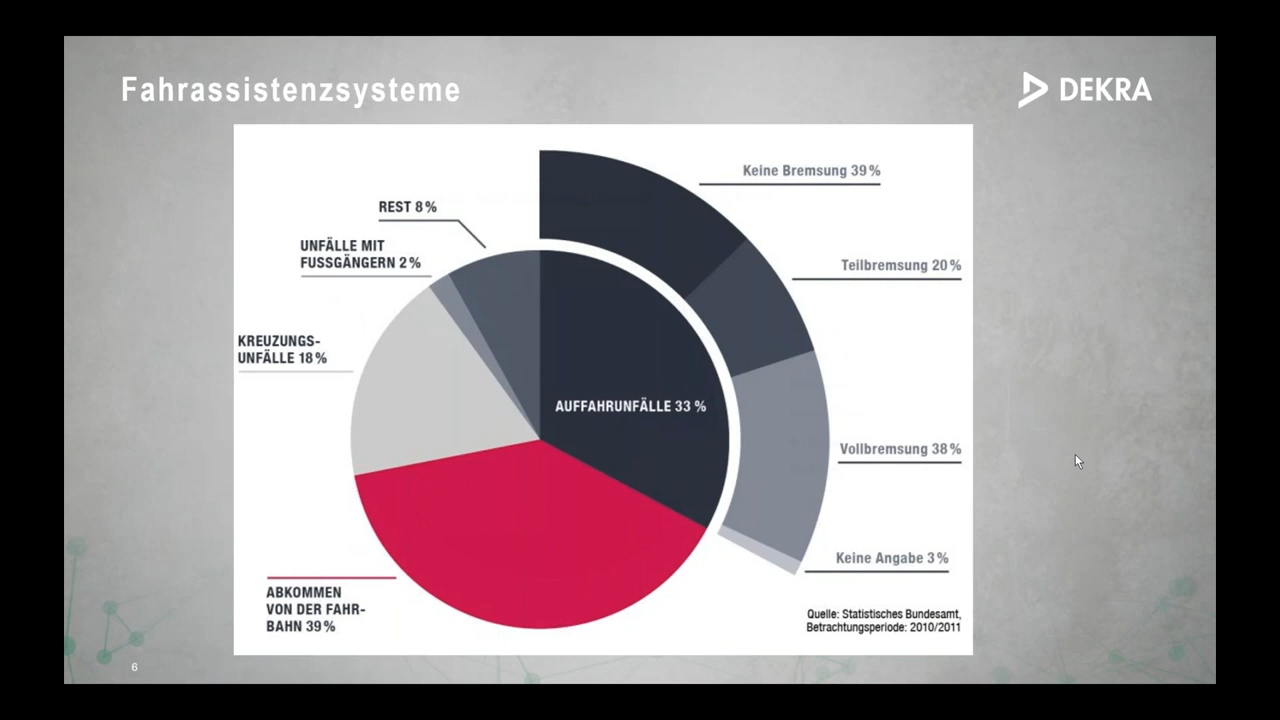 Fahrassistenzsysteme
DEKRA
Keine Bremsung 39%
REST 8%
UNFÄLLE MIT
FUSSGÄNGERN 2%
Teilbremsung 20%
KREUZUNGS-
UNFÄLLE 18%
AUFFAHRUNFÄLLE 33 %
Vollbremsung 38%
Keine Angabe 3%
ABKOMMEN
VON DER FAHR-
BAHN 39%
Quelle: Statistisches Bundesamt,
Betrachtungsperiode: 2010/2011
6